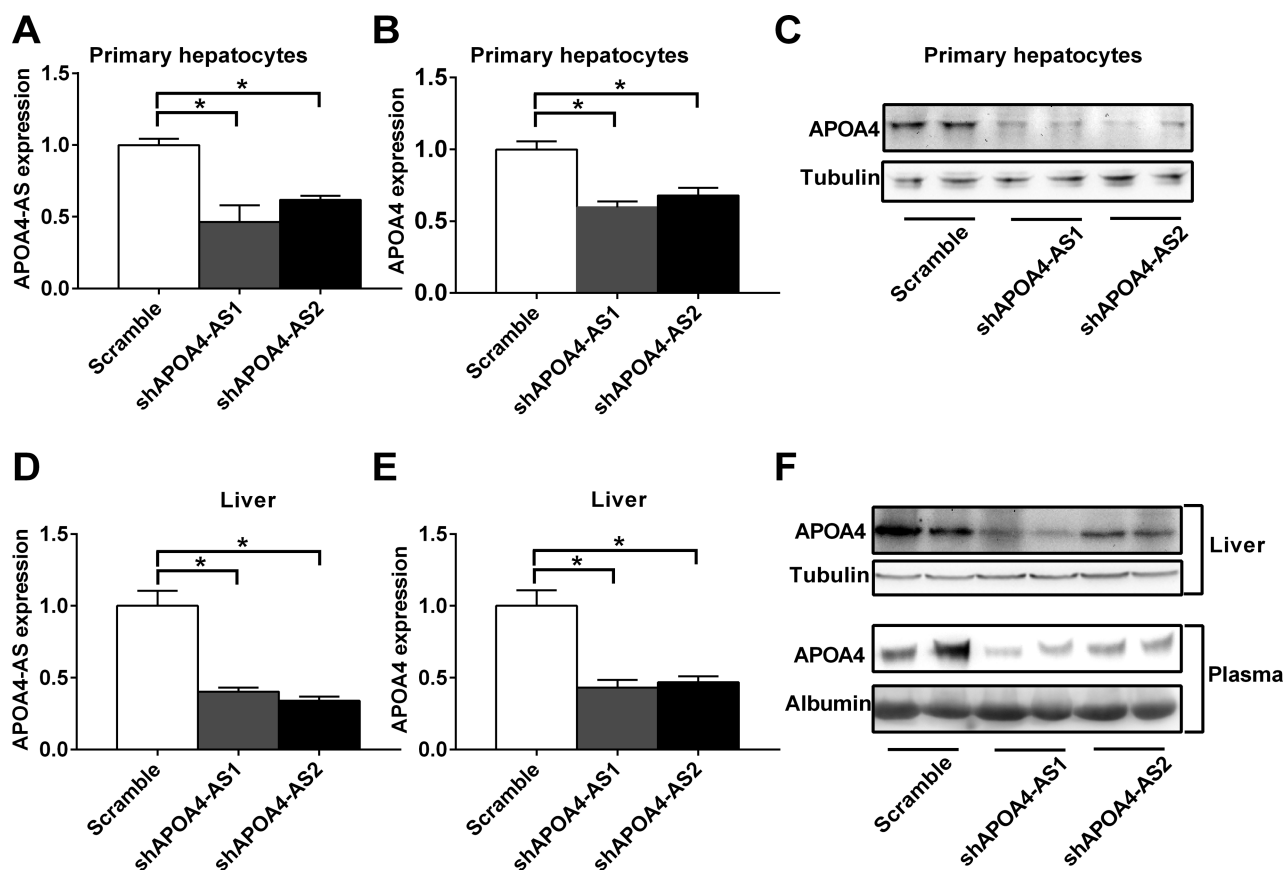 A
Primary hepatocytes
APOA4-AS expression
1.5
1.0
0.5
0.0
*
*
Scramble
shAPOA4-AS1
shAPOA4-AS2
B
Primary hepatocytes
APOA4 expression
1.5
1.0
0.5
0.0
*
*
Scramble
shAPOA4-AS1
shAPOA4-AS2
C
Primary hepatocytes
APOA4
Tubulin
Scramble
shAPOA4-AS1
shAPOA4-AS2
D
Liver
APOA4-AS expression
1.5
1.0
0.5
0.0
*
*
Scramble
shAPOA4-AS1
shAPOA4-AS2
E
Liver
APOA4 expression
1.5
1.0
0.5
0.0
*
*
Scramble
shAPOA4-AS1
shAPOA4-AS2
F
APOA4
Tubulin
Liver
APOA4
Albumin
Plasma
Scramble
shAPOA4-AS1
shAPOA4-AS2